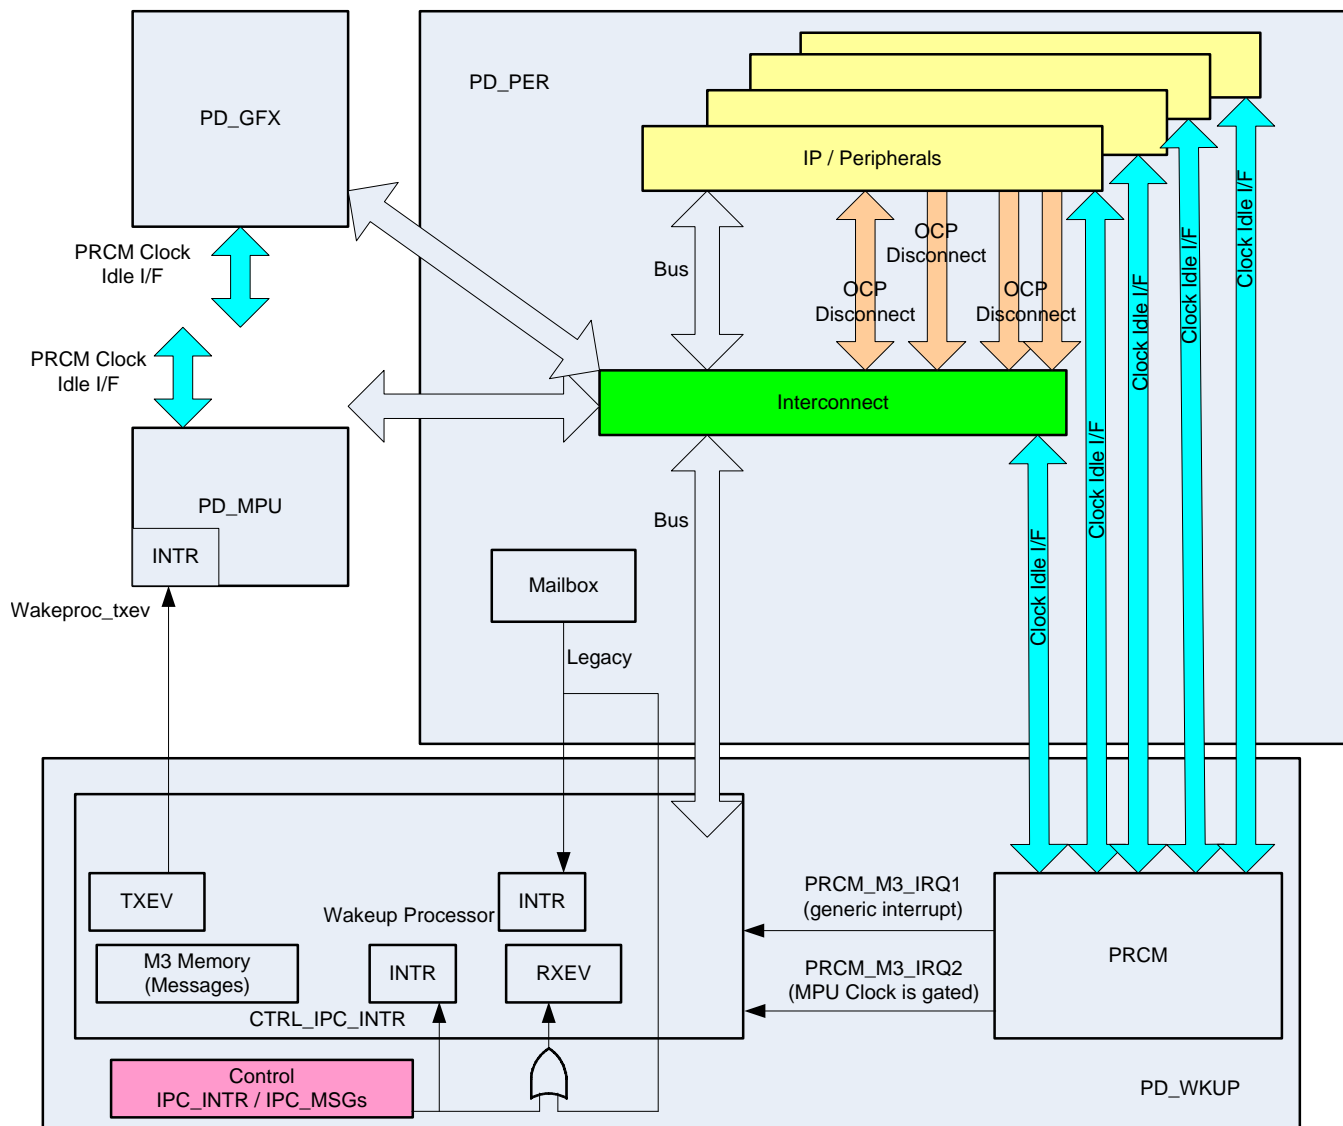 PD_GFX
PD_PER
IP / Peripherals
PRCM Clock
Idle I/F
PRCM Clock
Idle I/F
Bus
OCP
Disconnect
OCP
Disconnect
OCP
Disconnect
Clock Idle I/F
Clock Idle I/F
Clock Idle I/F
Clock Idle I/F
Clock Idle I/F
Interconnect
PD_MPU
INTR
Bus
Mailbox
Wakeproc_txev
Legacy
TXEV
Wakeup Processor
INTR
M3 Memory
(Messages)
INTR
RXEV
CTRL_IPC_INTR
PRCM_M3_IRQ1
(generic interrupt)
PRCM_M3_IRQ2
(MPU Clock is gated)
PRCM
Control
IPC_INTR / IPC_MSGs
PD_WKUP